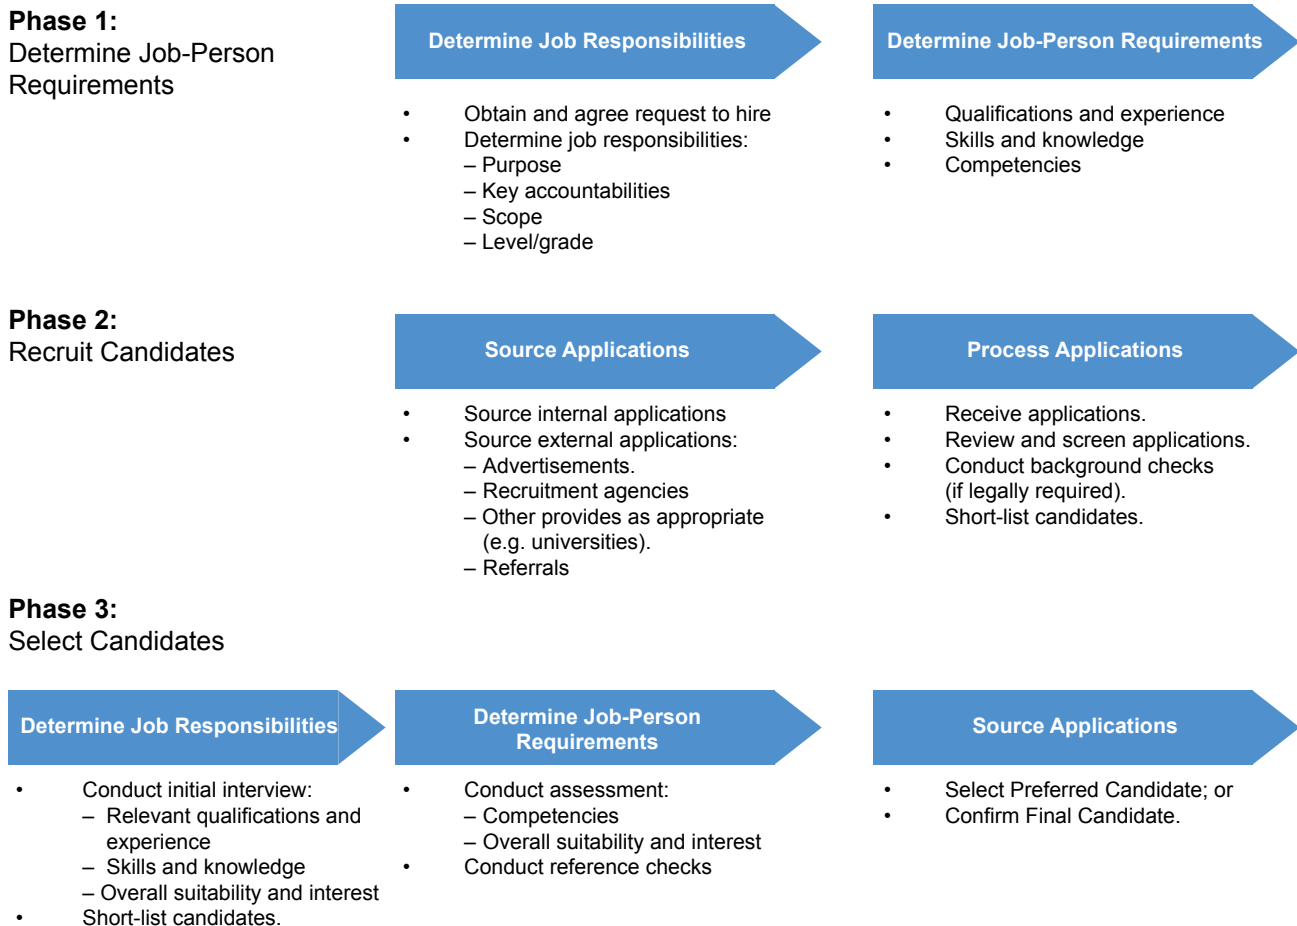 Phase 1:
Determine Job-Person
Requirements
Determine Job Responsibilities
• Obtain and agree request to hire
• Determine job responsibilities:
– Purpose
– Key accountabilities
– Scope
– Level/grade
Determine Job-Person Requirements
• Qualifications and experience
• Skills and knowledge
• Competencies
Phase 2:
Recruit Candidates
Source Applications
• Source internal applications
• Source external applications:
– Advertisements.
– Recruitment agencies
– Other provides as appropriate
(e.g. universities).
– Referrals
Process Applications
• Receive applications.
• Review and screen applications.
• Conduct background checks
(if legally required).
• Short-list candidates.
Phase 3:
Select Candidates
Determine Job Responsibilities
• Conduct initial interview:
– Relevant qualifications and
experience
– Skills and knowledge
– Overall suitability and interest
• Short-list candidates.
Determine Job-Person
Requirements
• Conduct assessment:
– Competencies
– Overall suitability and interest
• Conduct reference checks
Source Applications
• Select Preferred Candidate; or
• Confirm Final Candidate.